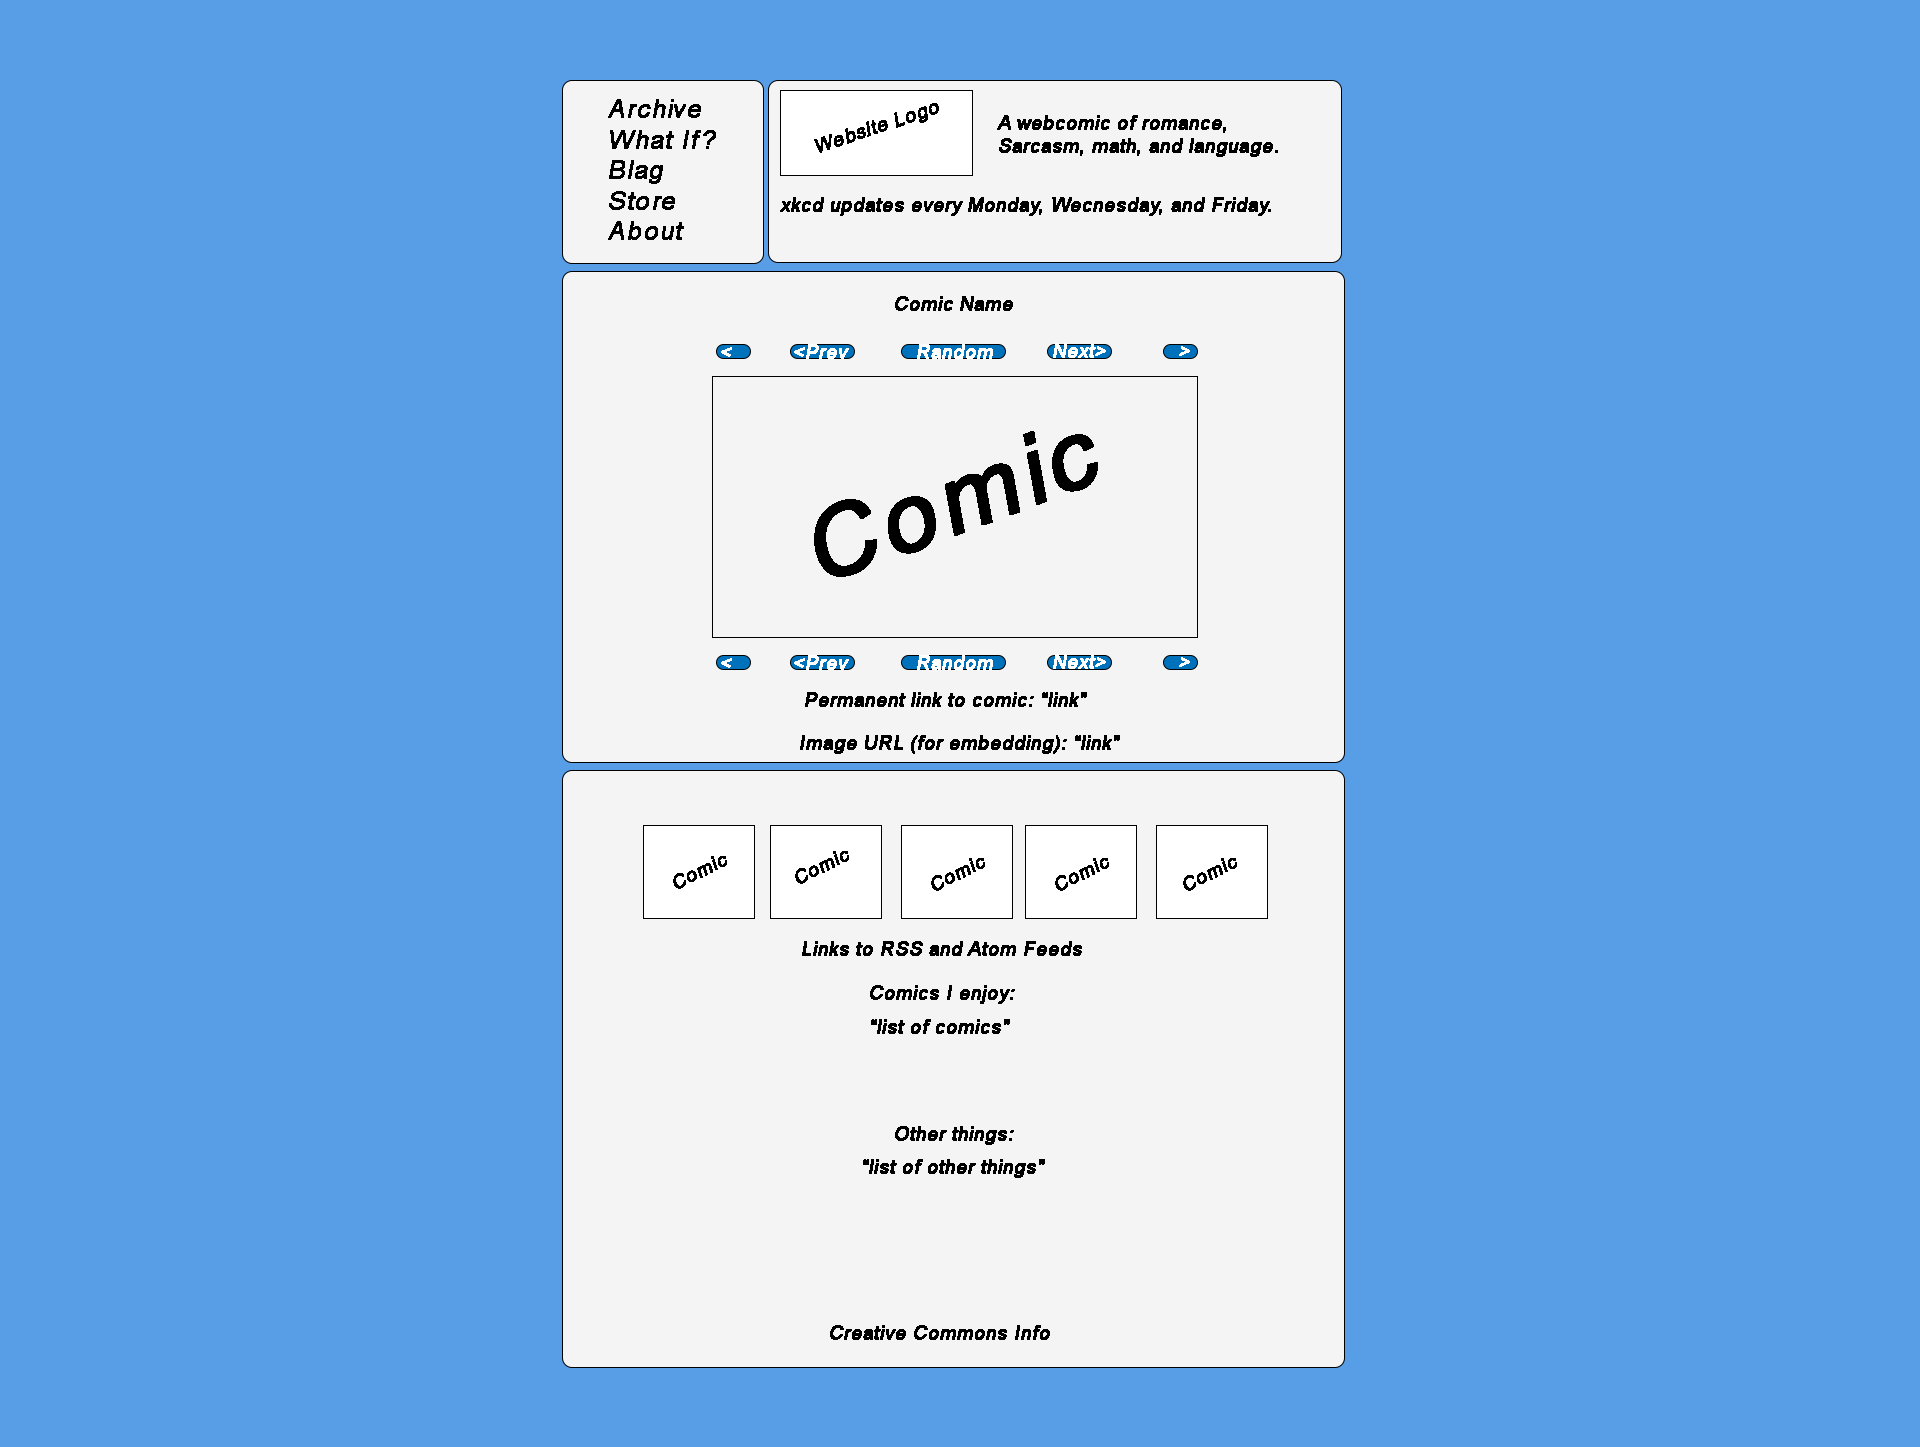 Archive
What If?
Blag
Store
About
Website Logo
A webcomic of romance,
Sarcasm, math, and language.
xkcd updates every Monday, Wecnesday, and Friday.
Comic Name
< <Prev Random Next> >
Comic
< <Prev Random Next> >
Permanent link to comic: "link"
Image URL (for embedding): "link"
Comic Comic Comic Comic Comic
Links to RSS and Atom Feeds
Comics I enjoy:
"list of comics"
Other things:
"list of other things"
Creative Commons Info